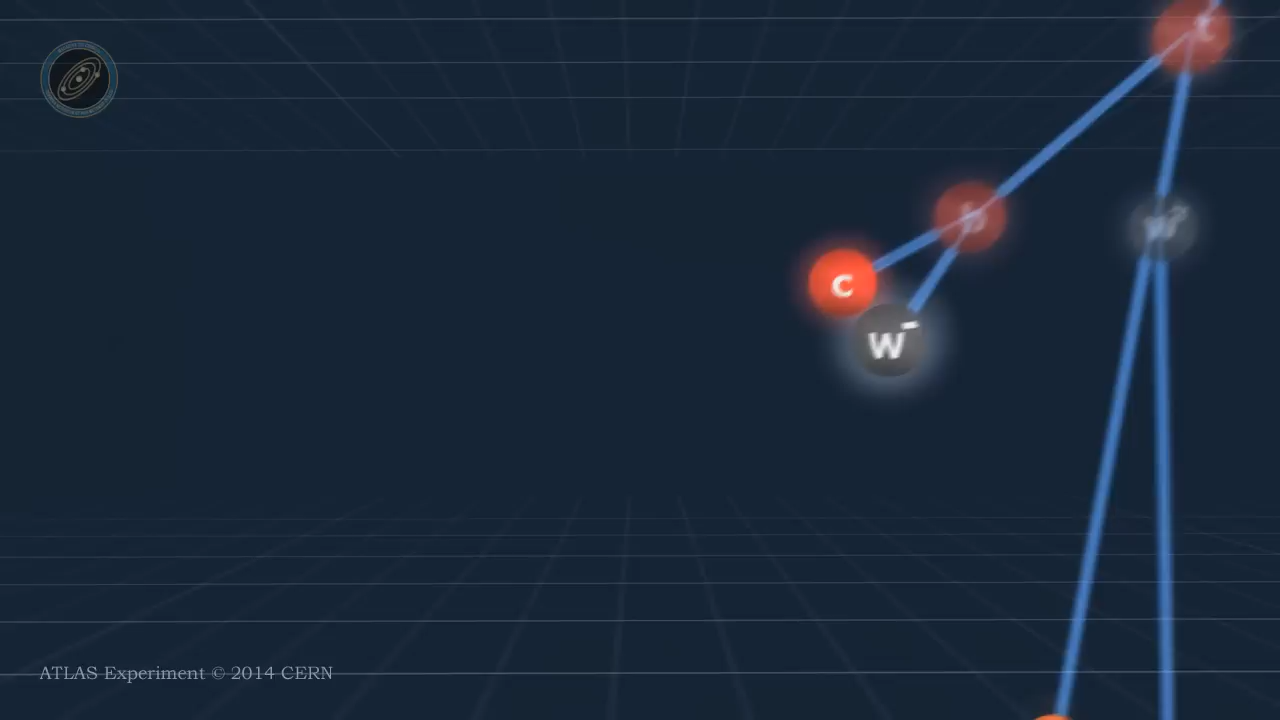 t
b
W⁺
c
W⁻
ATLAS Experiment © 2014 CERN